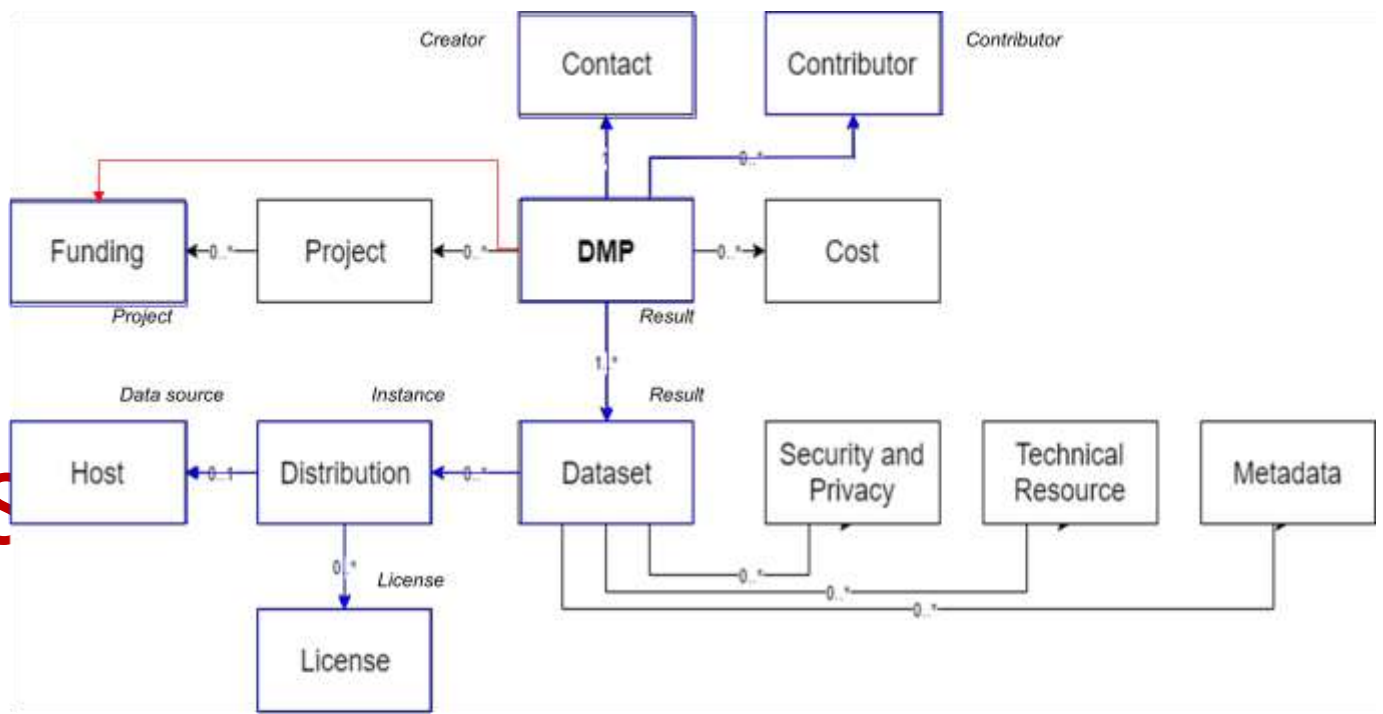 Creator
Contact
Contributor
Contributor
1
0..*
Funding
0..*
Project
0..*
DMP
0..*
Cost
Project
Result
1..*
Data source
Instance
Result
Host
0..1
Distribution
0..*
Dataset
Security and
Privacy
Technical
Resource
Metadata
0..*
License
0..*
0..*
0..*
License